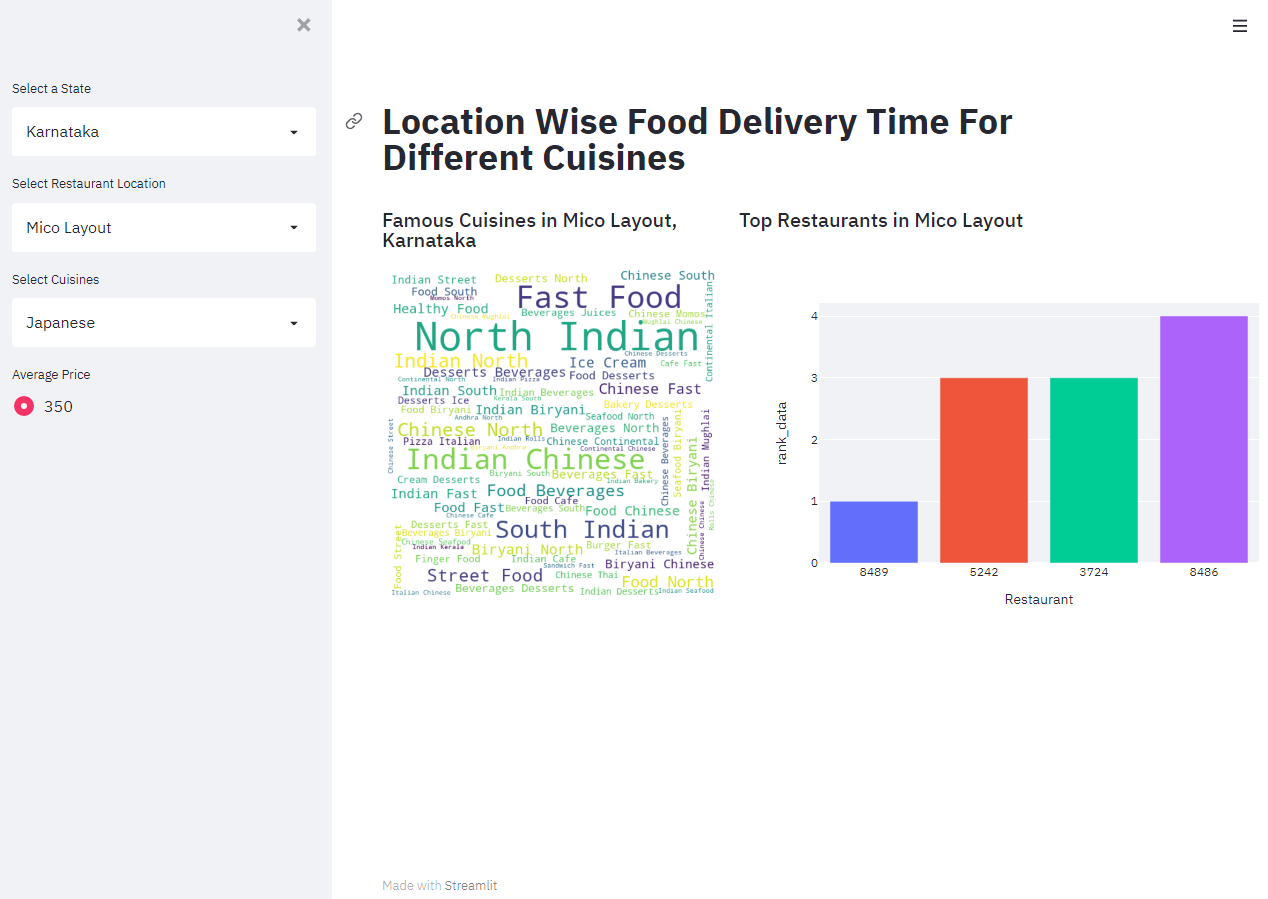 Select a State
Karnataka
Select Restaurant Location
Mico Layout
Select Cuisines
Japanese
Average Price
350
Location Wise Food Delivery Time For
Different Cuisines
Famous Cuisines in Mico Layout,
Karnataka
Indian Street
Desserts North
Chinese South
Food South
Momos North
Fast Food
Healthy Food
Chinese Mughlai
Beverages Juices
Chinese Momos
Mughlai Chinese
Continental Italian
North Indian
Chinese Desserts
Indian North
Ice Cream
Cafe Fast
Desserts Beverages
Food Desserts
Continental North
Indian Pizza
Indian South
Indian Beverages
Chinese Fast
Desserts Ice
Kerala South
Food Biryani
Indian Biryani
Bakery Desserts
Andhra North
Seafood North
Chinese Street
Chinese North
Beverages North
Pizza Italian
Indian Rolls
Chinese Continental
Biryani Andhra
Continental Chinese
Chinese Beverages
Seafood Biryani
Chinese Biryani
Indian Mughlai
Indian Chinese
Biryani South
Beverages Fast
Cream Desserts
Indian Bakery
Indian Fast
Food Beverages
Food Cafe
Food Fast
Beverages South
Food Chinese
Chinese Cafe
Rolls Chinese
Chinese Chinese
Desserts Fast
Beverages Biryani
South Indian
Food Street
Chinese Seafood
Indian Kerala
Biryani North
Burger Fast
Italian Beverages
Finger Food
Indian Cafe
Sandwich Fast
Biryani Chinese
Street Food
Chinese Thai
Food North
Italian Chinese
Beverages Desserts
Indian Desserts
Indian Seafood
Top Restaurants in Mico Layout
rank_data
4
3
2
1
0
8489
5242
3724
8486
Restaurant
Made with Streamlit